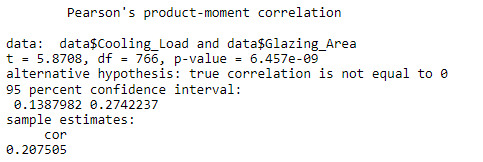 Pearson's product-moment correlation
data:  data$Cooling_Load and data$Glazing_Area
t = 5.8708, df = 766, p-value = 6.457e-09
alternative hypothesis: true correlation is not equal to 0
95 percent confidence interval:
 0.1387982 0.2742237
sample estimates:
     cor
0.207505